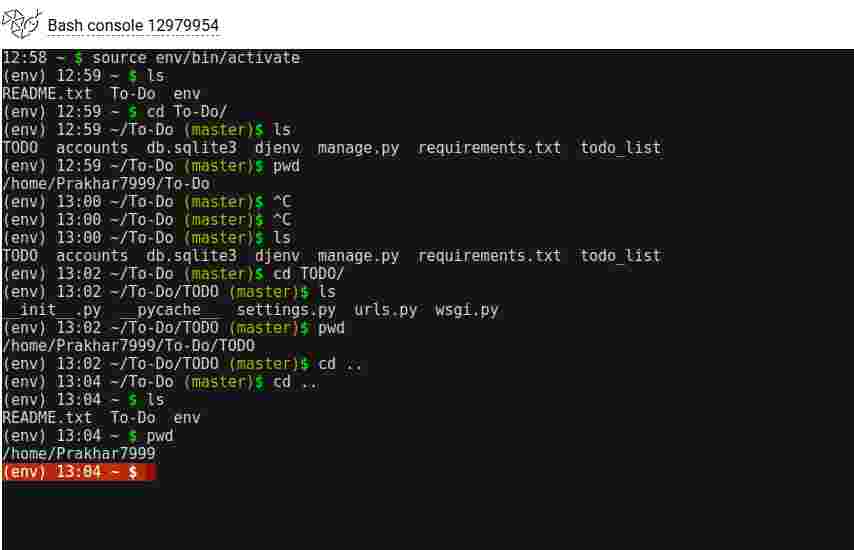 Bash console 12979954
12:58 ~ $ source env/bin/activate
(env) 12:59 ~ $ ls
README.txt  To-Do  env
(env) 12:59 ~ $ cd To-Do/
(env) 12:59 ~/To-Do (master)$ ls
TODO  accounts  db.sqlite3  djenv  manage.py  requirements.txt  todo_list
(env) 12:59 ~/To-Do (master)$ pwd
/home/Prakhar7999/To-Do
(env) 13:00 ~/To-Do (master)$ ^C
(env) 13:00 ~/To-Do (master)$ ^C
(env) 13:00 ~/To-Do (master)$ ls
TODO  accounts  db.sqlite3  djenv  manage.py  requirements.txt  todo_list
(env) 13:02 ~/To-Do (master)$ cd TODO/
(env) 13:02 ~/To-Do/TODO (master)$ ls
__init__.py  __pycache__  settings.py  urls.py  wsgi.py
(env) 13:02 ~/To-Do/TODO (master)$ pwd
/home/Prakhar7999/To-Do/TODO
(env) 13:02 ~/To-Do/TODO (master)$ cd ..
(env) 13:04 ~/To-Do (master)$ cd ..
(env) 13:04 ~ $ ls
README.txt  To-Do  env
(env) 13:04 ~ $ pwd
/home/Prakhar7999
(env) 13:04 ~ $